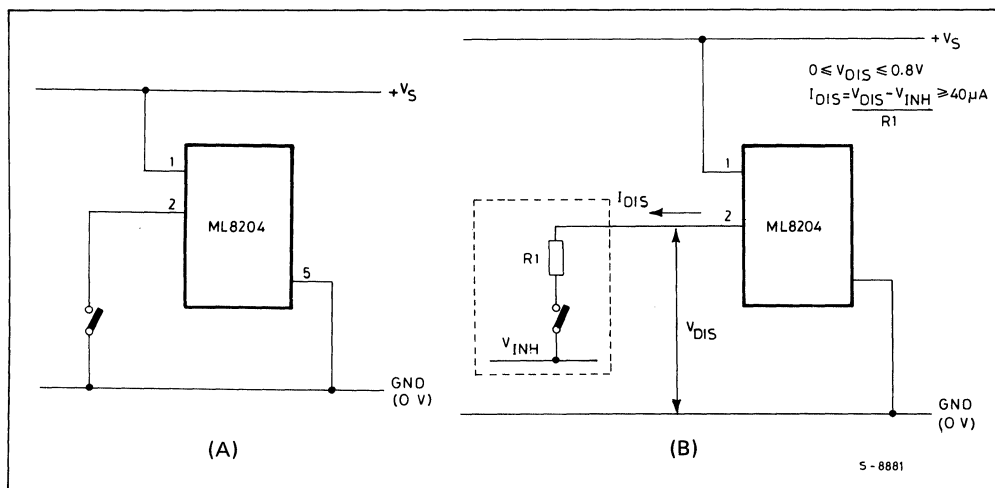 +VS
1
2
ML8204
5
GND
(0 V)
(A)
+VS
0 ≤ VDIS ≤ 0.8V
IDIS = VDIS - VINH ≥ 40µA
R1
1
IDIS
2
ML8204
R1
VINH
VDIS
GND
(0 V)
(B)
S-8881